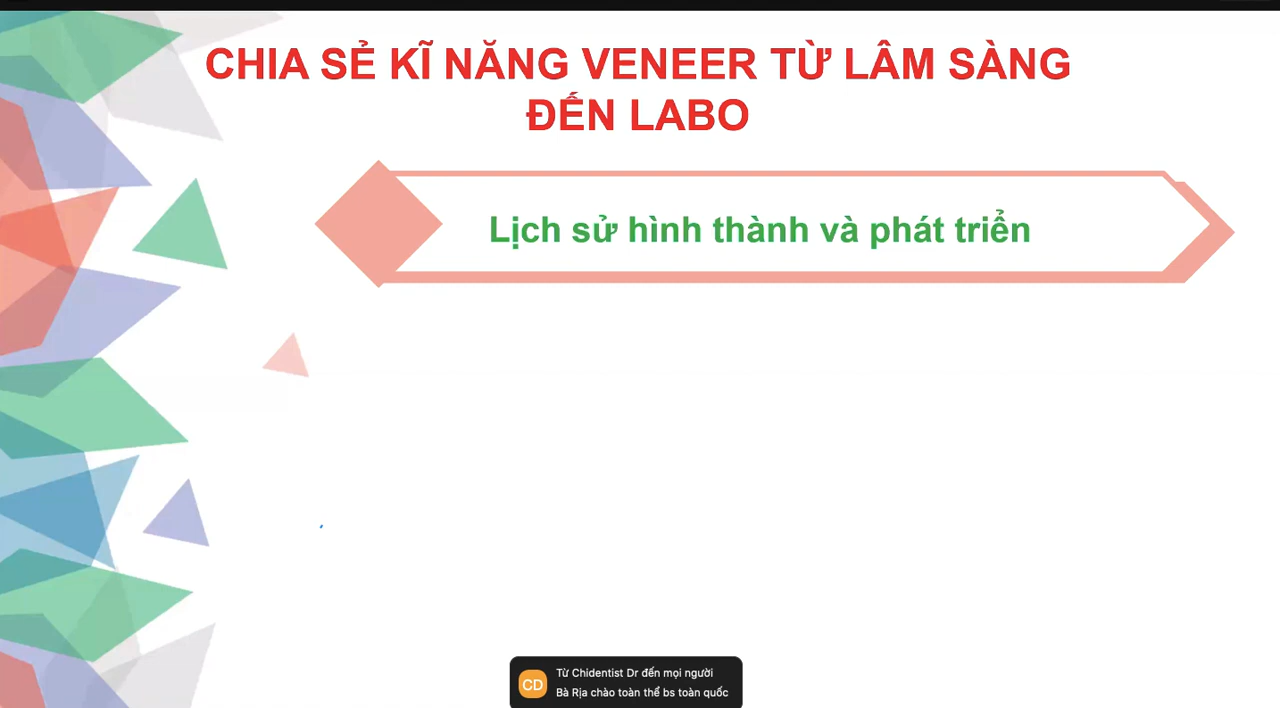 CHIA SẺ KĨ NĂNG VENEER TỪ LÂM SÀNG
ĐẾN LABO
Lịch sử hình thành và phát triển
CD
Từ Chidentist Dr đến mọi người
Bà Rịa chào toàn thể bs toàn quốc